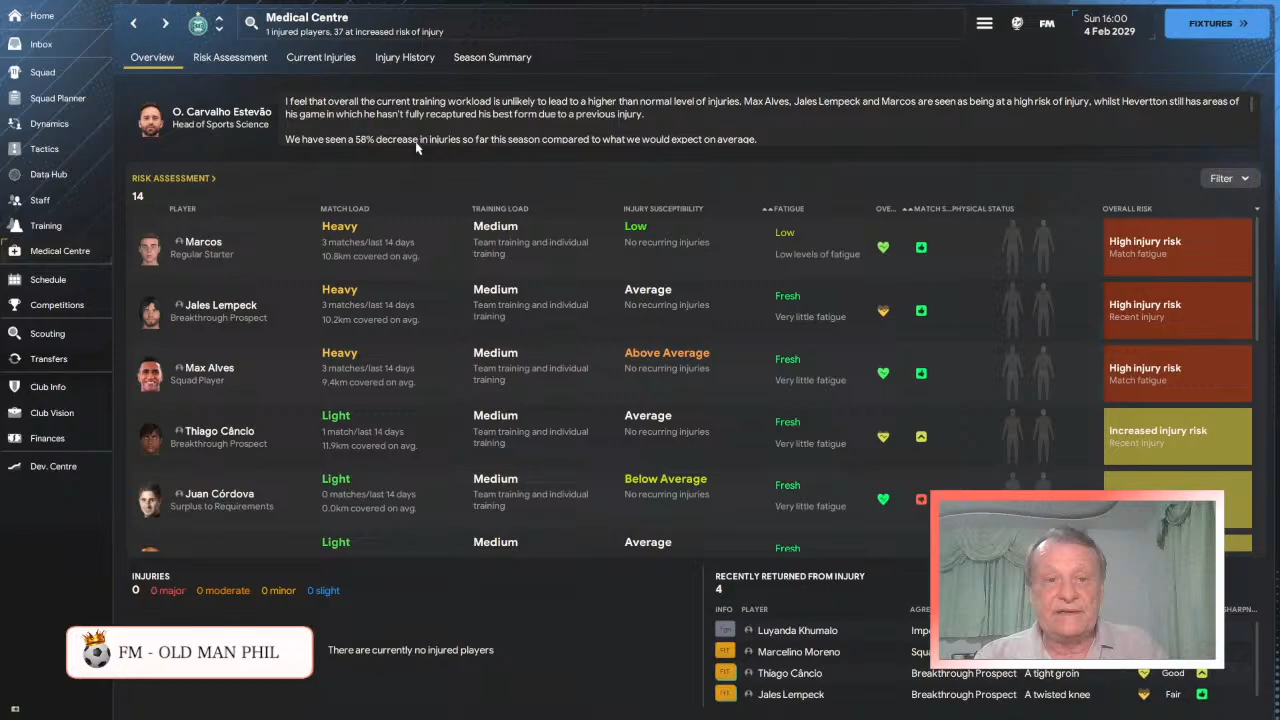 Home
Inbox
Squad
Squad Planner
Dynamics
Tactics
Data Hub
Staff
Training
Medical Centre
Schedule
Competitions
Scouting
Transfers
Club Info
Club Vision
Finances
Dev. Centre
Medical Centre
1 injured players, 37 at increased risk of injury
FM
Sun 16:00
4 Feb 2029
FIXTURES
Overview
Risk Assessment
Current Injuries
Injury History
Season Summary
O. Carvalho Estevão
Head of Sports Science
I feel that overall the current training workload is unlikely to lead to a higher than normal level of injuries. Max Alves, Jales Lempeck and Marcos are seen as being at a high risk of injury, whilst Hevertton still has areas of
his game in which he hasn't fully recaptured his best form due to a previous injury.
We have seen a 58% decrease in injuries so far this season compared to what we would expect on average.
RISK ASSESSMENT >
14
Filter
PLAYER MATCH LOAD TRAINING LOAD INJURY SUSCEPTIBILITY FATIGUE OVE... MATCH S... PHYSICAL STATUS OVERALL RISK
Marcos
Regular Starter
Heavy
3 matches/last 14 days
10.8km covered on avg.
Medium
Team training and individual
training
Low
No recurring injuries
Low
Low levels of fatigue
High injury risk
Match fatigue
Jales Lempeck
Breakthrough Prospect
Heavy
3 matches/last 14 days
10.2km covered on avg.
Medium
Team training and individual
training
Average
No recurring injuries
Fresh
Very little fatigue
High injury risk
Recent injury
Max Alves
Squad Player
Heavy
3 matches/last 14 days
9.4km covered on avg.
Medium
Team training and individual
training
Above Average
No recurring injuries
Fresh
Very little fatigue
High injury risk
Match fatigue
Thiago Câncio
Breakthrough Prospect
Light
1 match/last 14 days
11.9km covered on avg.
Medium
Team training and individual
training
Average
No recurring injuries
Fresh
Very little fatigue
Increased injury risk
Recent injury
Juan Córdova
Surplus to Requirements
Light
0 matches/last 14 days
0.0km covered on avg.
Medium
Team training and individual
training
Below Average
No recurring injuries
Fresh
Very little fatigue
Light
Medium
Average
Fresh
INJURIES
0 0 major 0 moderate 0 minor 0 slight
There are currently no injured players
FM - OLD MAN PHIL
RECENTLY RETURNED FROM INJURY
4
INFO PLAYER
Luyanda Khumalo
FIT Marcelino Moreno
FIT Thiago Câncio Breakthrough Prospect A tight groin Good
FIT Jales Lempeck Breakthrough Prospect A twisted knee Fair